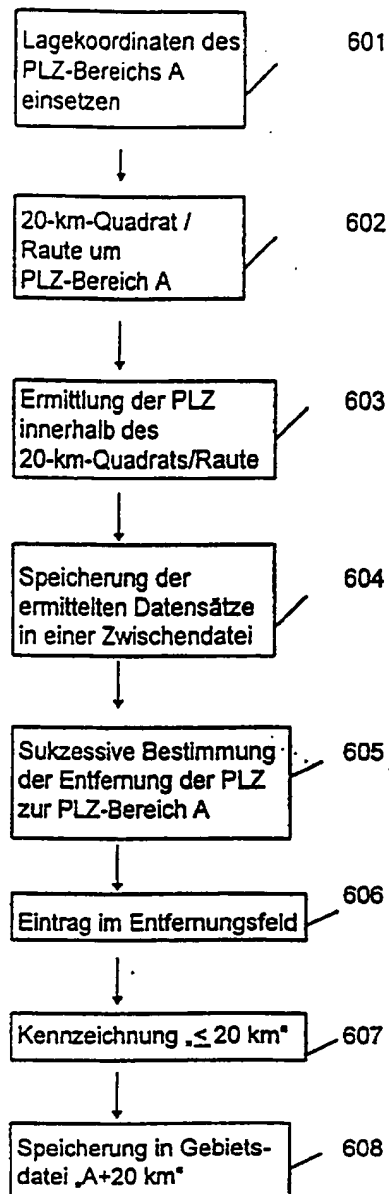 Lagekoordinaten des
PLZ-Bereichs A
einsetzen
601
20-km-Quadrat /
Raute um
PLZ-Bereich A
602
Ermittlung der PLZ
innerhalb des
20-km-Quadrats/Raute
603
Speicherung der
ermittelten Datensätze
in einer Zwischendatei
604
Sukzessive Bestimmung
der Entfernung der PLZ
zur PLZ-Bereich A
605
Eintrag im Entfernungsfeld
606
Kennzeichnung „≤ 20 km“
607
Speicherung in Gebiets-
datei „A+20 km“
608